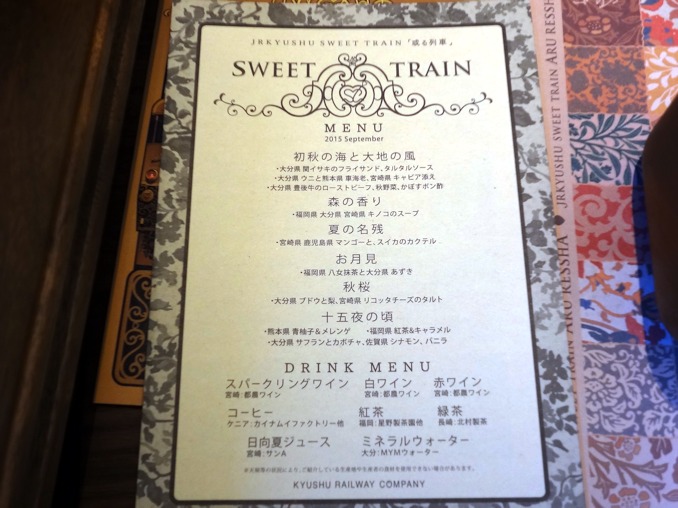 JRKYUSHU SWEET TRAIN「或る列車」
SWEET TRAIN
MENU
2015 September
初秋の海と大地の風
・大分県 関イサキのフライサンド、タルタルソース
・大分県 ウニと熊本県 車海老、宮崎県 キャビア添え
・大分県 豊後牛のローストビーフ、秋野菜、かぼすポン酢
森の香り
・福岡県 大分県 宮崎県 キノコのスープ
夏の名残
・宮崎県 鹿児島県 マンゴーと、スイカのカクテル
お月見
・福岡県 八女抹茶と大分県 あずき
秋桜
・大分県 ブドウと梨、宮崎県 リコッタチーズのタルト
十五夜の頃
・熊本県 青柚子&メレンゲ ・福岡県 紅茶&キャラメル
・大分県 サフランとカボチャ、佐賀県 シナモン、バニラ
DRINK MENU
スパークリングワイン 白ワイン 赤ワイン
宮崎：都農ワイン 宮崎：都農ワイン 宮崎：都農ワイン
コーヒー 紅茶 緑茶
ケニア：カイナムイファクトリー他 福岡：星野製茶園他 長崎：北村製茶
日向夏ジュース ミネラルウォーター
宮崎：サンA 大分：MYMウォーター
KYUSHU RAILWAY COMPANY
JRKYUSHU SWEET TRAIN ARU RESSHA